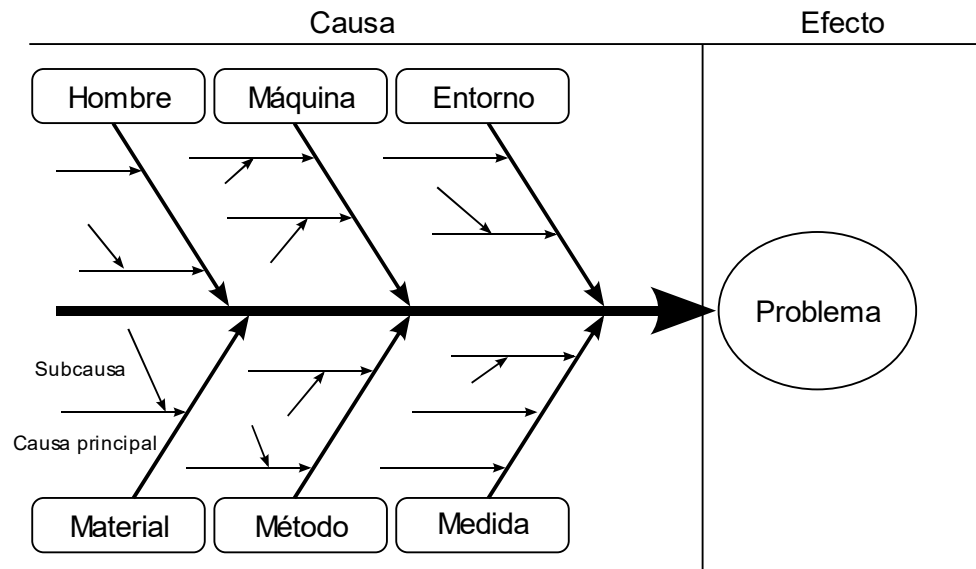 Causa
Efecto
Hombre
Máquina
Entorno
Problema
Subcausa
Causa principal
Material
Método
Medida